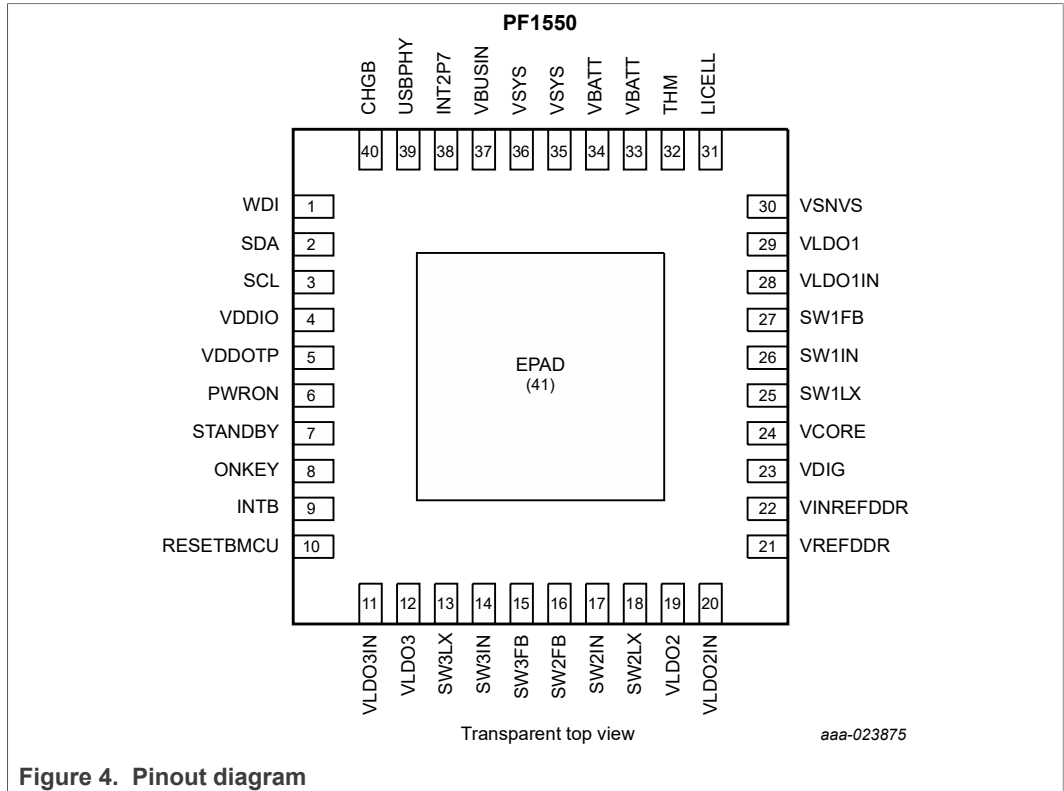 PF1550
CHGB
USBPHY
INT2P7
VBUSIN
VSYS
VSYS
VBATT
VBATT
THM
LICELL
40
39
38
37
36
35
34
33
32
31
WDI 1
SDA 2
SCL 3
VDDIO 4
VDDOTP 5
PWRON 6
STANDBY 7
ONKEY 8
INTB 9
RESETBMCU 10
EPAD
(41)
30 VSNVS
29 VLDO1
28 VLDO1IN
27 SW1FB
26 SW1IN
25 SW1LX
24 VCORE
23 VDIG
22 VINREFDDR
21 VREFDDR
11
12
13
14
15
16
17
18
19
20
VLDO3IN
VLDO3
SW3LX
SW3IN
SW3FB
SW2FB
SW2IN
SW2LX
VLDO2
VLDO2IN
Transparent top view
aaa-023875
Figure 4. Pinout diagram